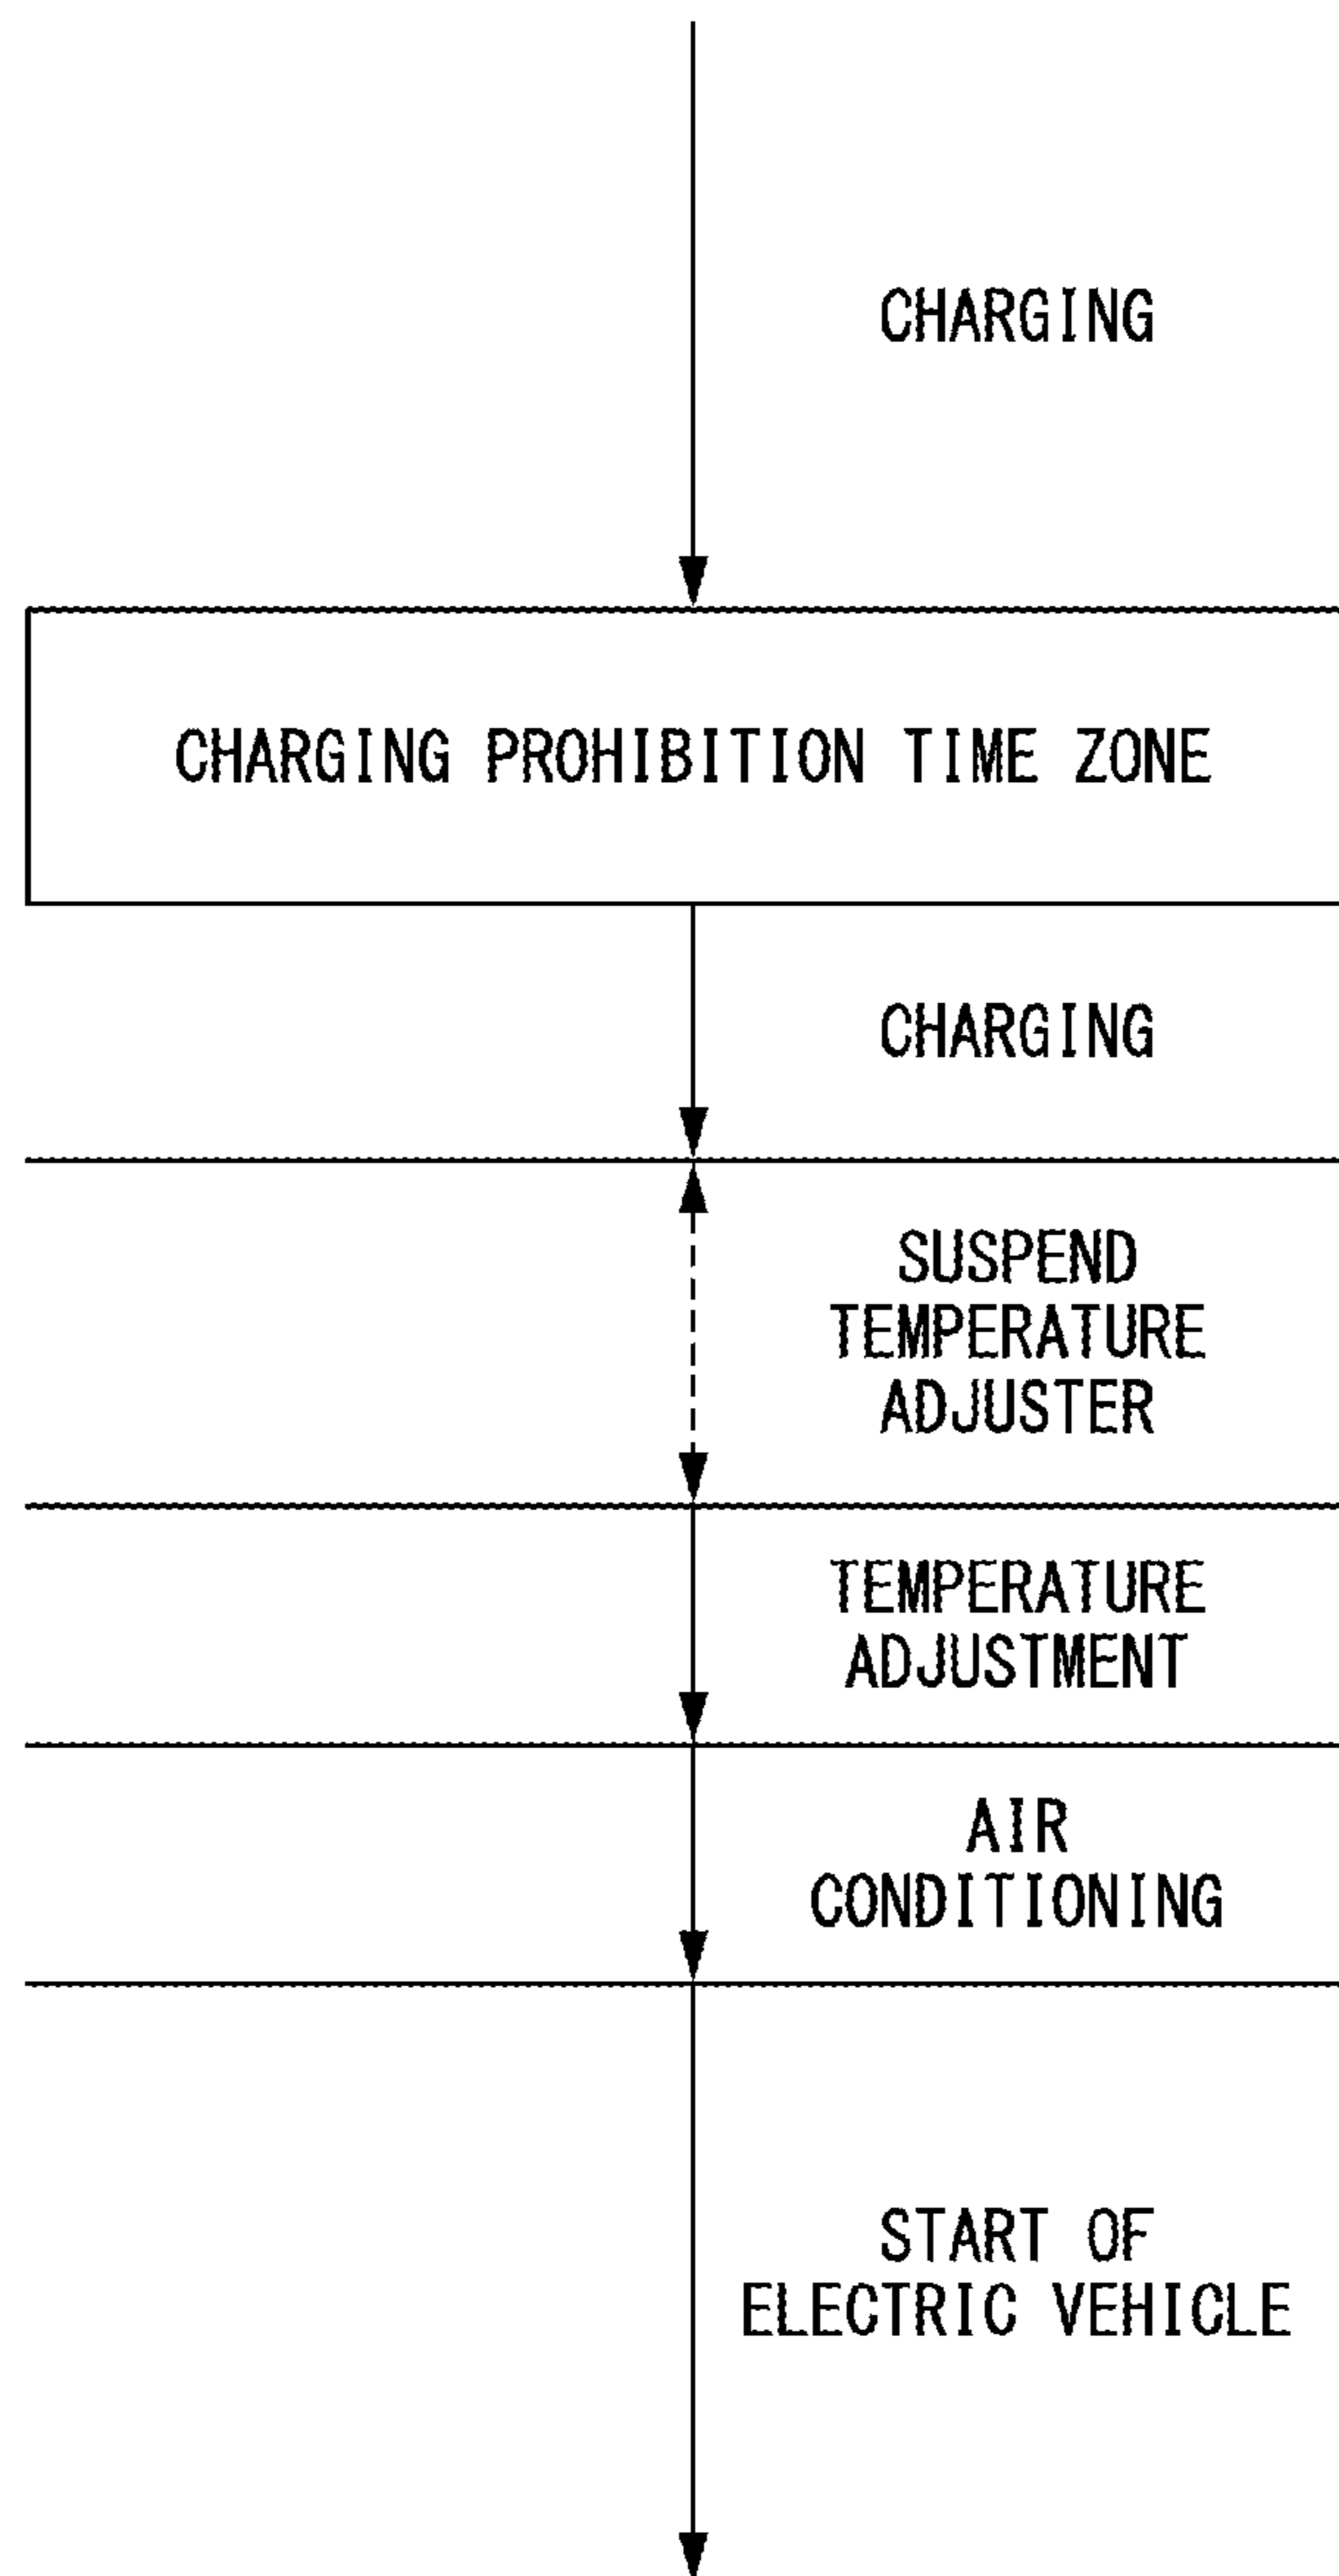 CHARGING
CHARGING PROHIBITION TIME ZONE
CHARGING
SUSPEND
TEMPERATURE
ADJUSTER
TEMPERATURE
ADJUSTMENT
AIR
CONDITIONING
START OF
ELECTRIC VEHICLE